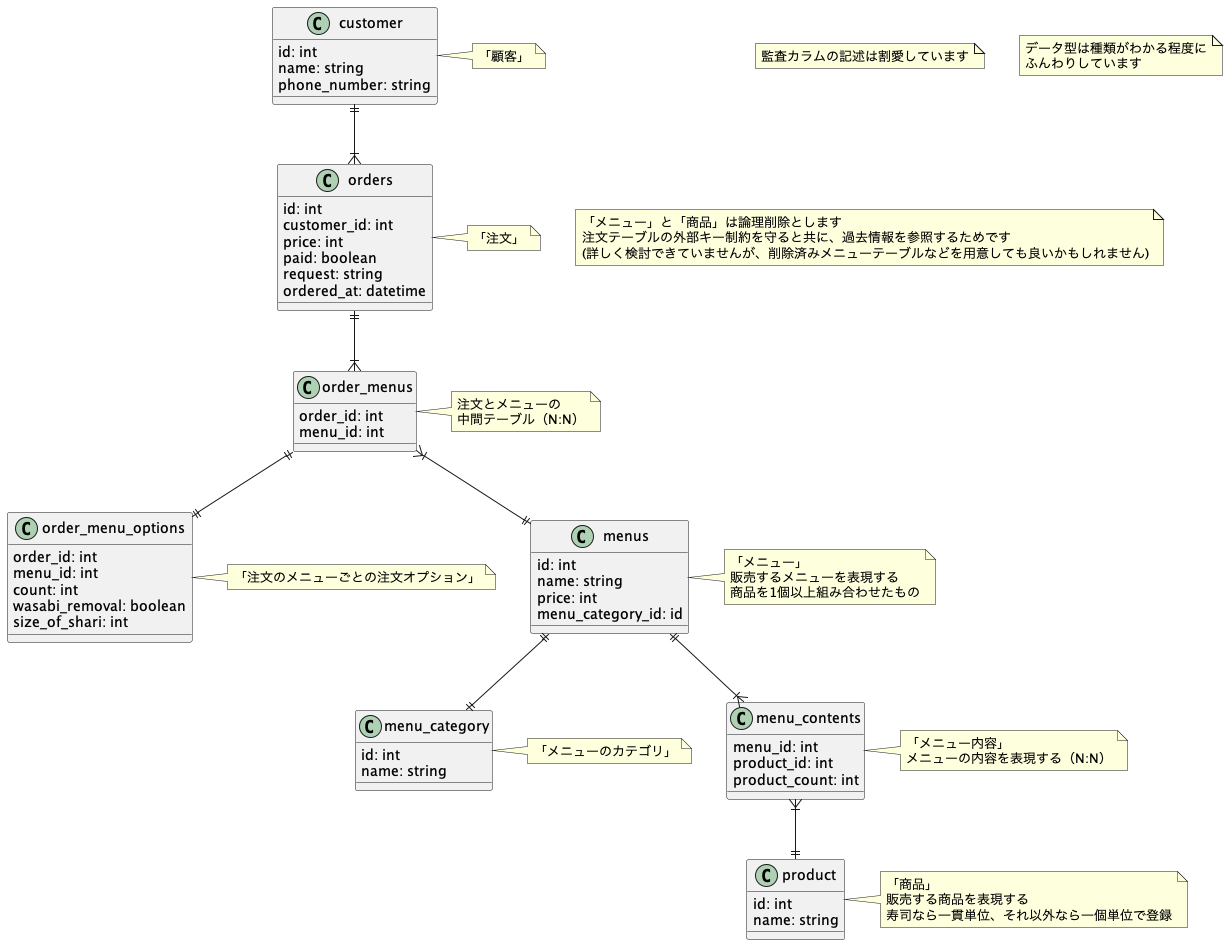 C customer
id: int
name: string
phone_number: string
「顧客」
監査カラムの記述は割愛しています
データ型は種類がわかる程度に
ふんわりしています
C orders
id: int
customer_id: int
price: int
paid: boolean
request: string
ordered_at: datetime
「注文」
「メニュー」と「商品」は論理削除とします
注文テーブルの外部キー制約を守ると共に、過去情報を参照するためです
(詳しく検討できていませんが、削除済みメニューテーブルなどを用意しても良いかもしれません)
C order_menus
order_id: int
menu_id: int
注文とメニューの
中間テーブル（N:N）
C order_menu_options
order_id: int
menu_id: int
count: int
wasabi_removal: boolean
size_of_shari: int
「注文のメニューごとの注文オプション」
C menus
id: int
name: string
price: int
menu_category_id: id
「メニュー」
販売するメニューを表現する
商品を1個以上組み合わせたもの
C menu_category
id: int
name: string
「メニューのカテゴリ」
C menu_contents
menu_id: int
product_id: int
product_count: int
「メニュー内容」
メニューの内容を表現する（N:N）
C product
id: int
name: string
「商品」
販売する商品を表現する
寿司なら一貫単位、それ以外なら一個単位で登録